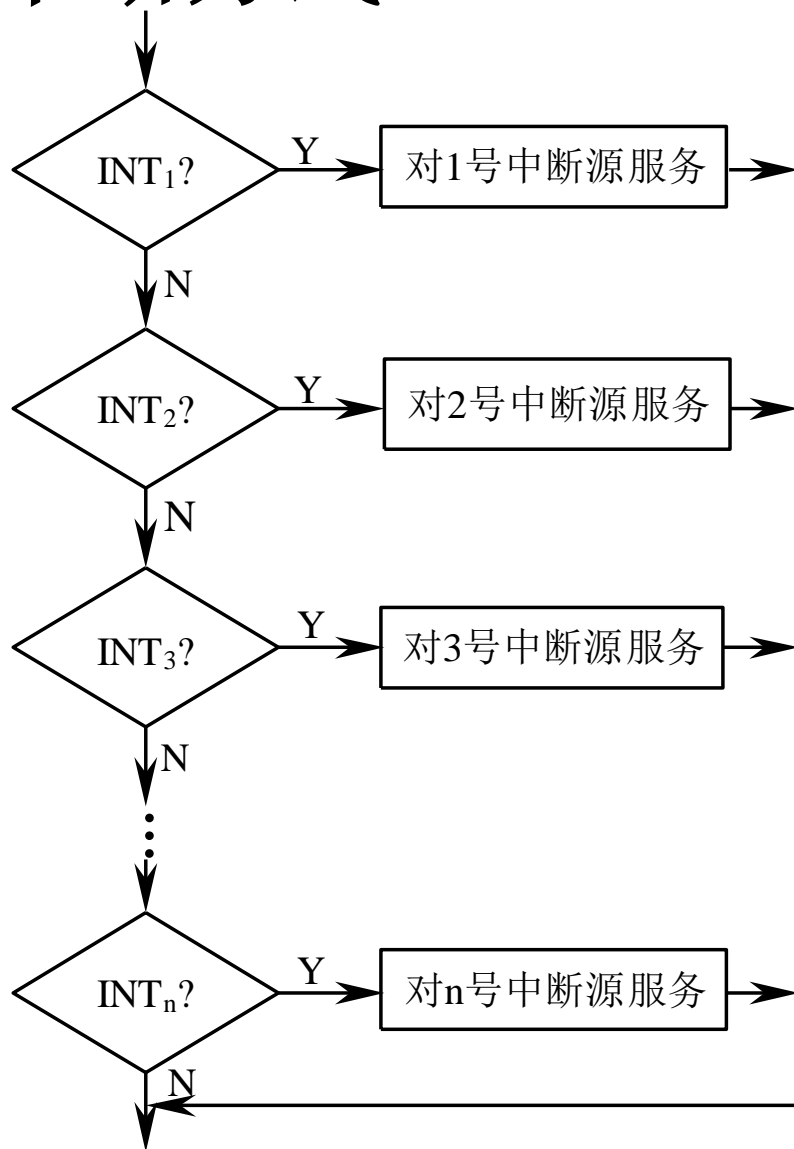 INT₁?
Y
对1号中断源服务
N
INT₂?
Y
对2号中断源服务
N
INT₃?
Y
对3号中断源服务
N
⋮
INTₙ?
Y
对n号中断源服务
N